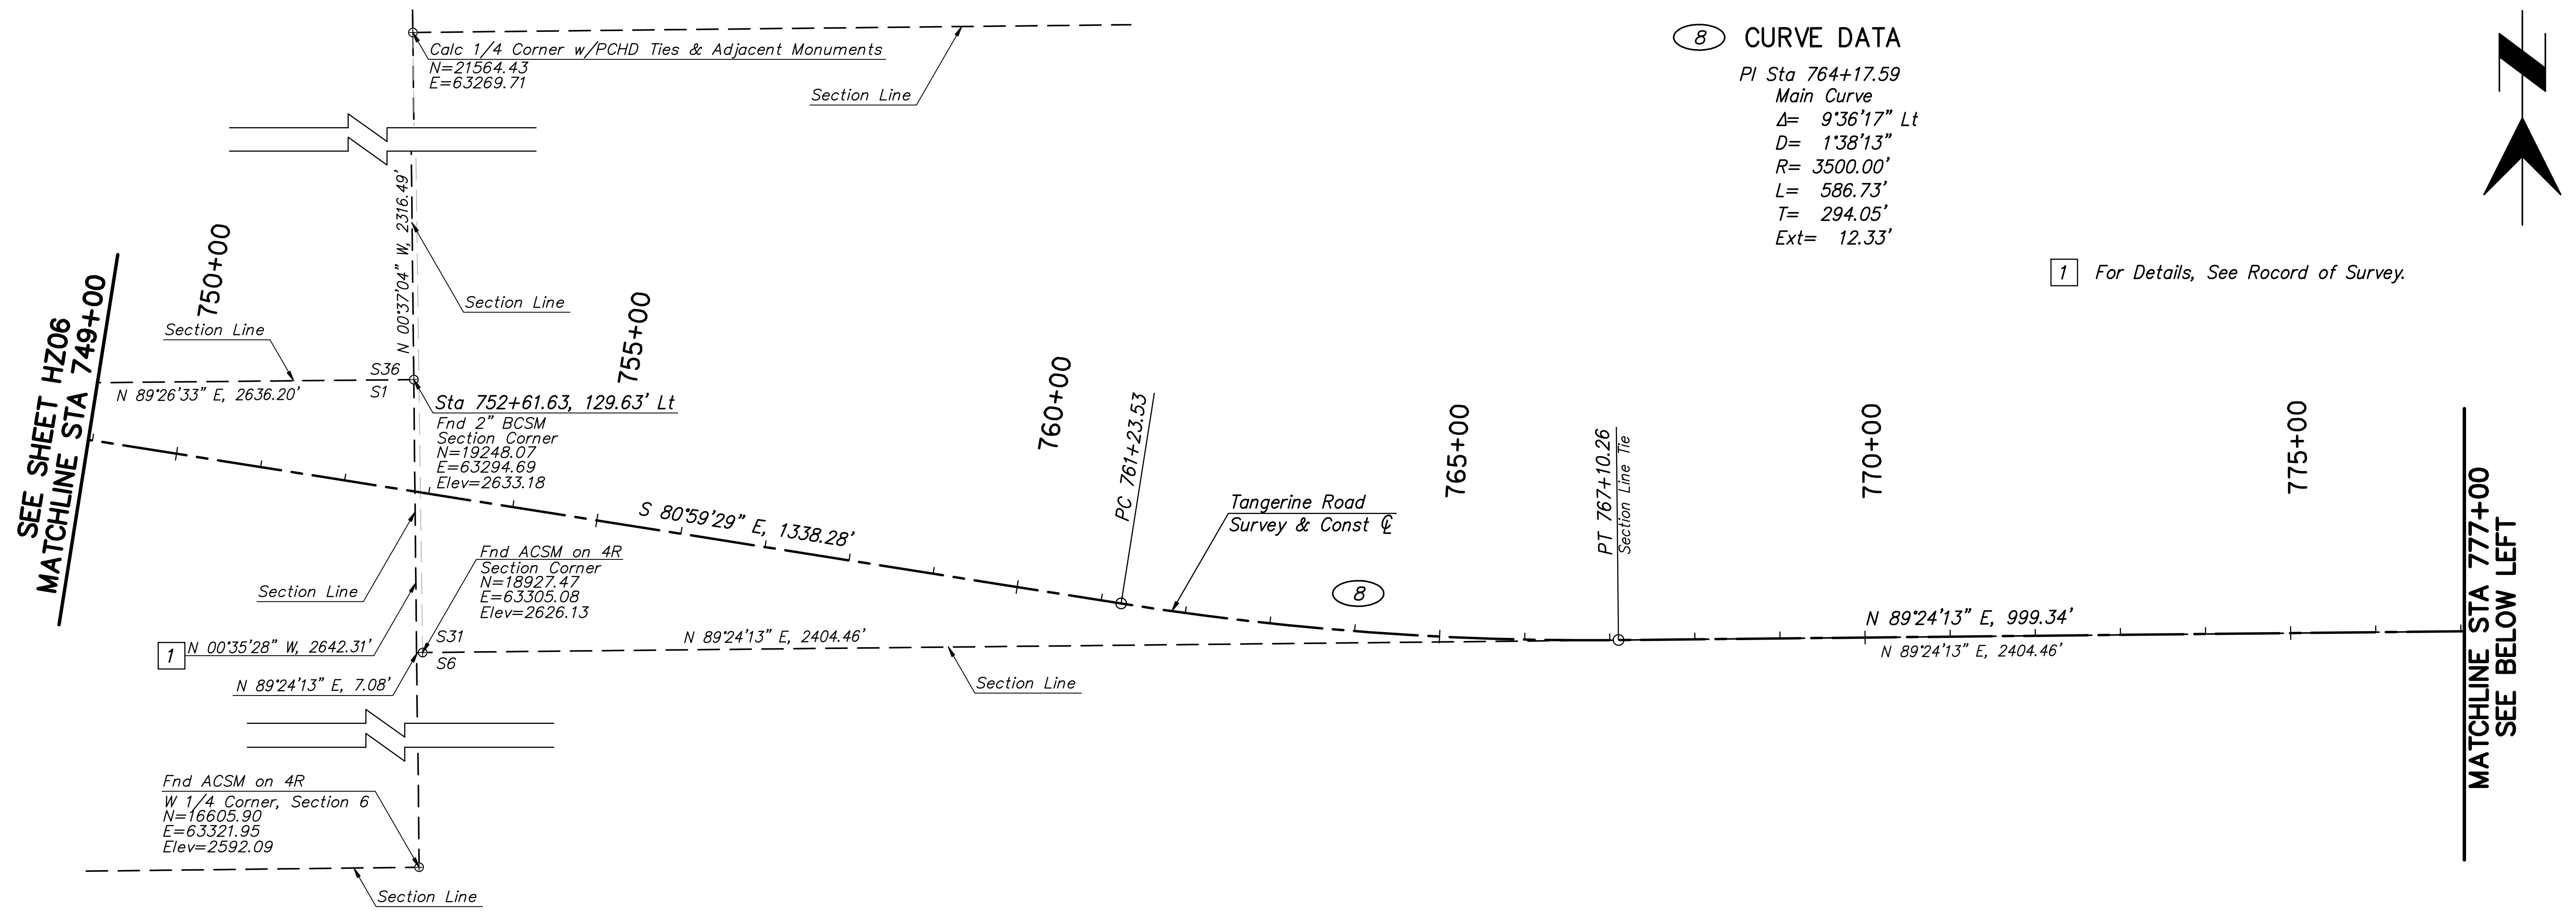 Calc 1/4 Corner w/PCHD Ties & Adjacent Monuments
N=21564.43
E=63269.71
Section Line
8 CURVE DATA
PI Sta 764+17.59
Main Curve
Δ= 9°36'17" Lt
D= 1°38'13"
R= 3500.00'
L= 586.73'
T= 294.05'
Ext= 12.33'
1 For Details, See Rocord of Survey.
N
SEE SHEET HZ06
MATCHLINE STA 749+00
750+00
Section Line
N 89°26'33" E, 2636.20'
S36
S1
N 00°37'04" W, 2316.49'
Section Line
Sta 752+61.63, 129.63' Lt
Fnd 2" BCSM
Section Corner
N=19248.07
E=63294.69
Elev=2633.18
755+00
S 80°59'29" E, 1338.28'
760+00
PC 761+23.53
Tangerine Road
Survey & Const ℄
8
765+00
PT 767+10.26
Section Line Tie
770+00
N 89°24'13" E, 999.34'
N 89°24'13" E, 2404.46'
775+00
MATCHLINE STA 777+00
SEE BELOW LEFT
Fnd ACSM on 4R
Section Corner
N=18927.47
E=63305.08
Elev=2626.13
S31
S6
Section Line
1 N 00°35'28" W, 2642.31'
N 89°24'13" E, 7.08'
N 89°24'13" E, 2404.46'
Section Line
Fnd ACSM on 4R
W 1/4 Corner, Section 6
N=16605.90
E=63321.95
Elev=2592.09
Section Line